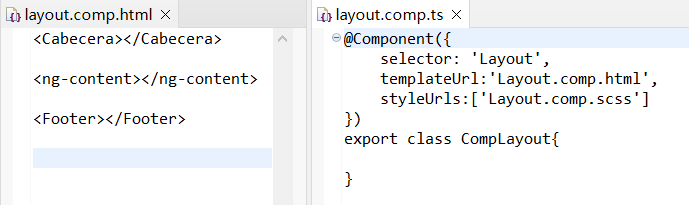 layout.comp.html
<Cabecera></Cabecera>
<ng-content></ng-content>
<Footer></Footer>
layout.comp.ts
@Component({
    selector: 'Layout',
    templateUrl:'Layout.comp.html',
    styleUrls:['Layout.comp.scss']
})
export class CompLayout{
}